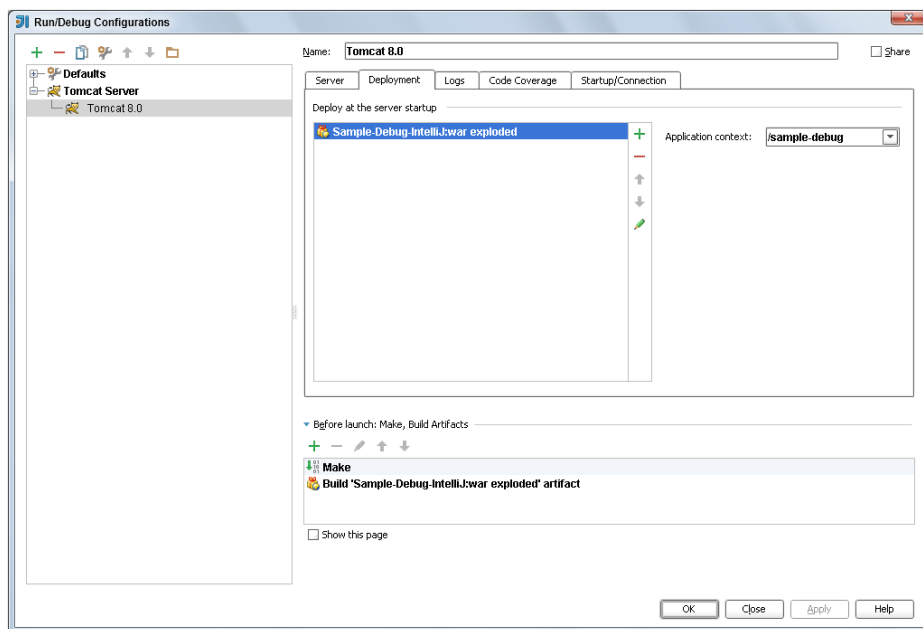 Run/Debug Configurations
Name: Tomcat 8.0
Share
Defaults
Tomcat Server
Tomcat 8.0
Server Deployment Logs Code Coverage Startup/Connection
Deploy at the server startup
Sample-Debug-IntelliJ:war exploded
Application context: /sample-debug
Before launch: Make, Build Artifacts
Make
Build 'Sample-Debug-IntelliJ:war exploded' artifact
Show this page
OK Close Apply Help